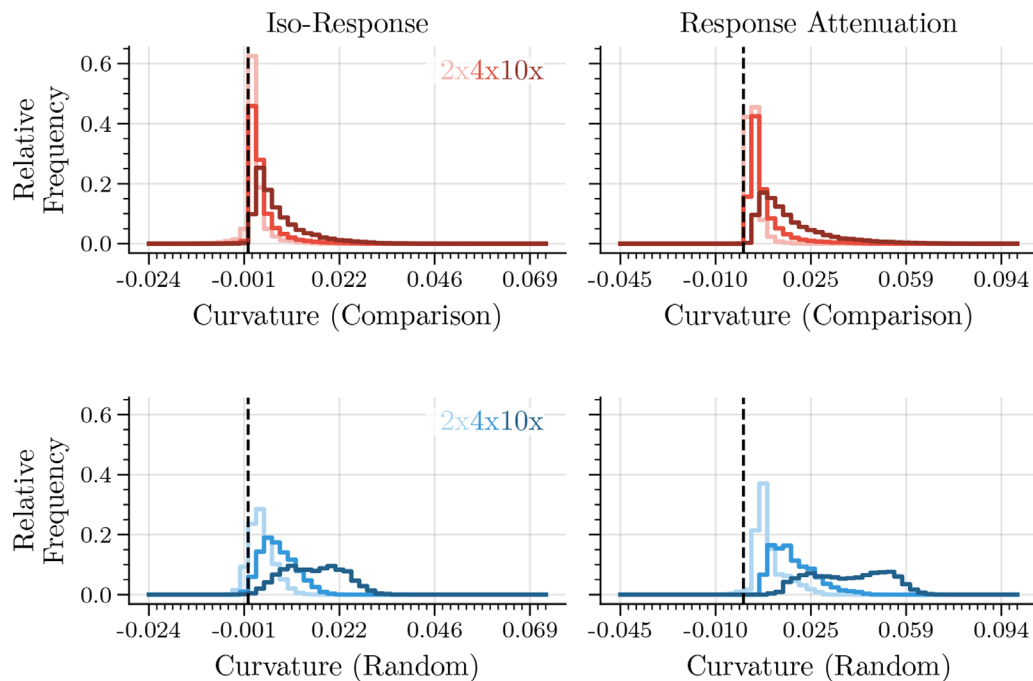 Iso-Response
Response Attenuation
Relative
Frequency
0.6
0.4
0.2
0.0
2x4x10x
-0.024 -0.001 0.022 0.046 0.069
Curvature (Comparison)
-0.045 -0.010 0.025 0.059 0.094
Curvature (Comparison)
Relative
Frequency
0.6
0.4
0.2
0.0
2x4x10x
-0.024 -0.001 0.022 0.046 0.069
Curvature (Random)
-0.045 -0.010 0.025 0.059 0.094
Curvature (Random)